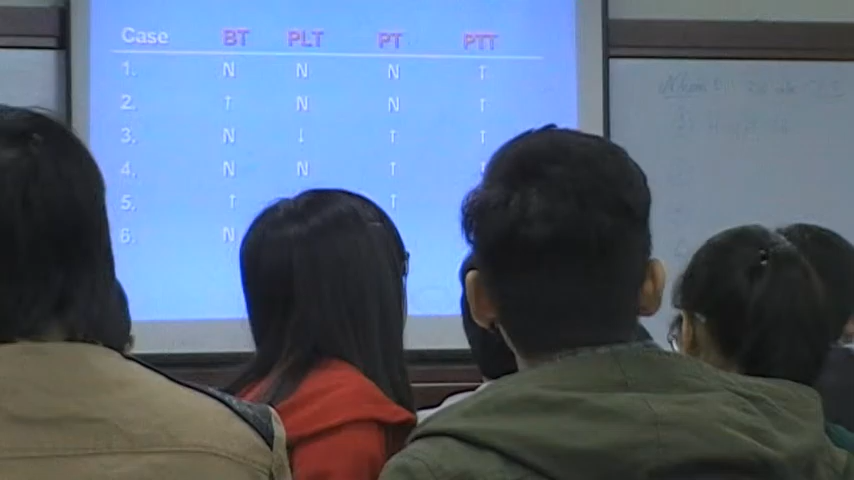 Case BT PLT PT PTT
1. N N N ↑
2. ↑ N N ↑
3. N ↓ ↑ ↑
4. N N ↑ ↑
5. ↑ ↑
6. N